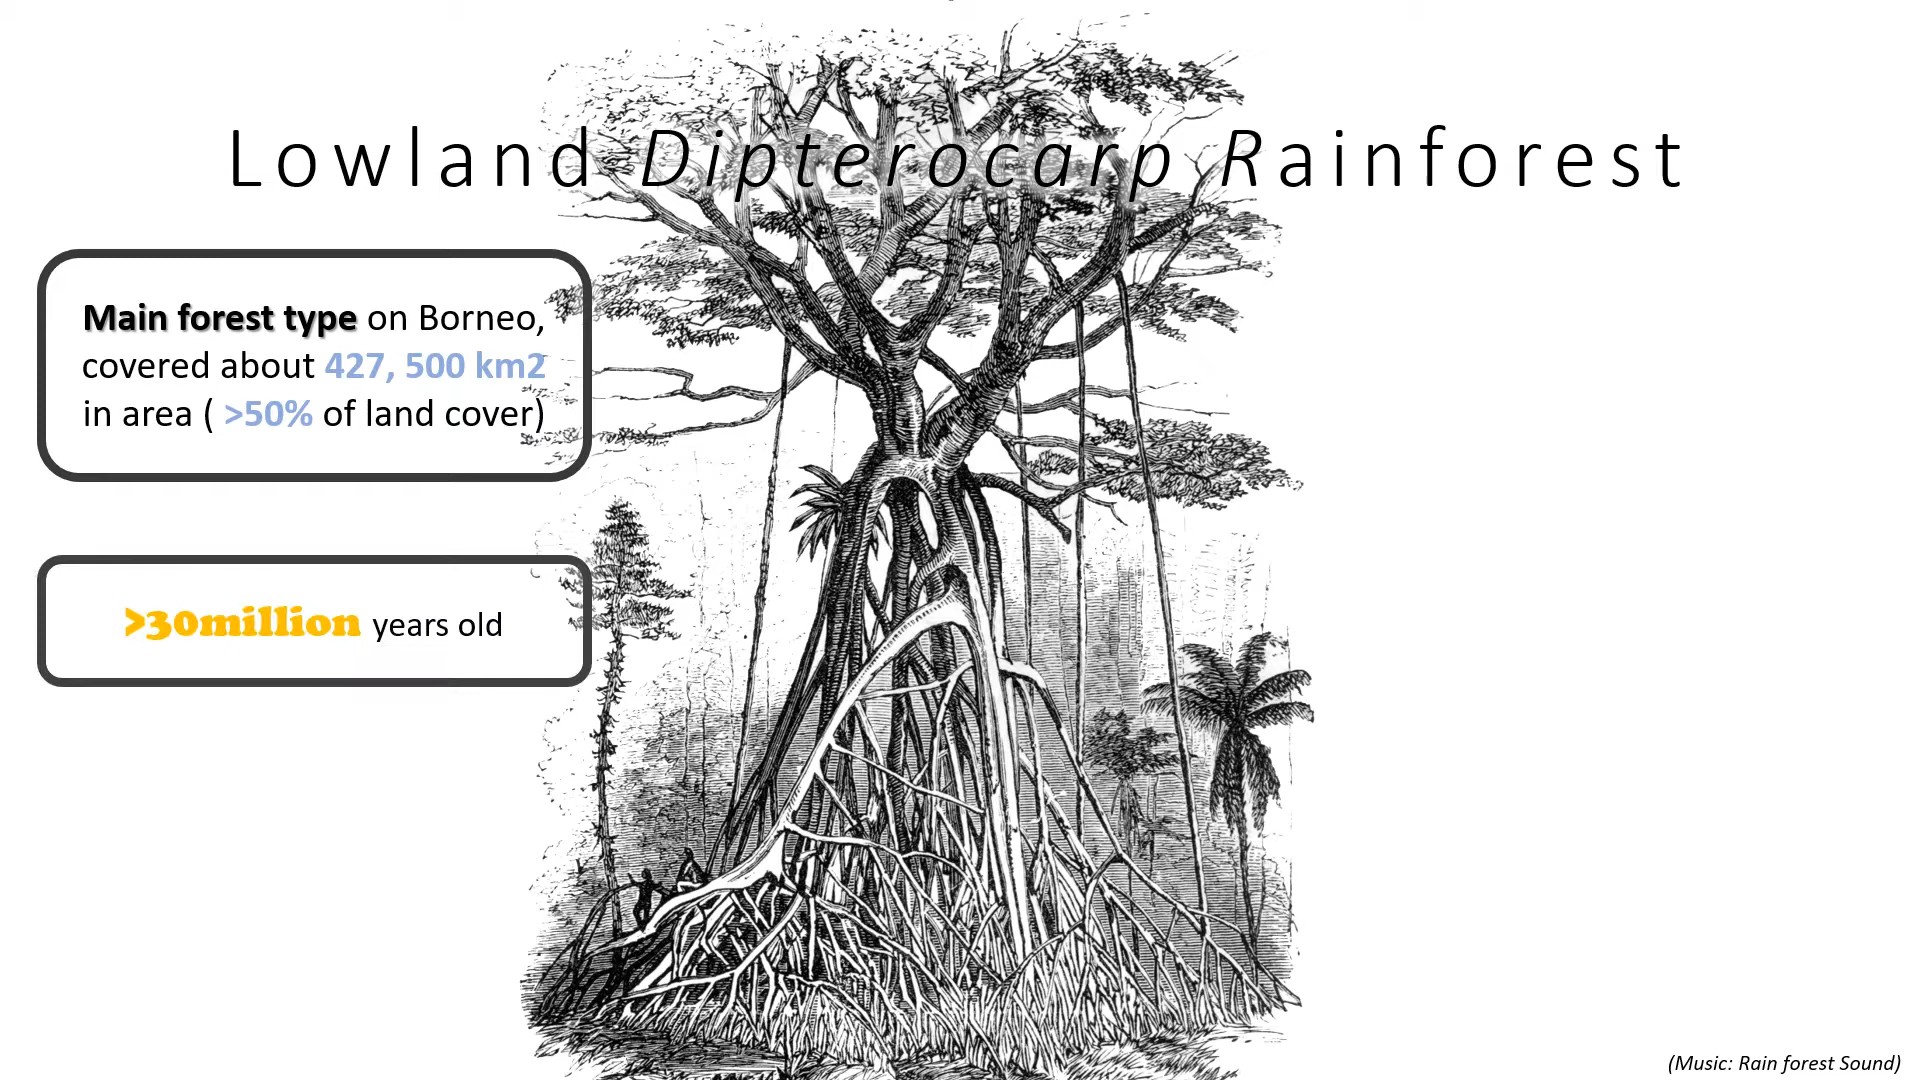 Lowland Dipterocarp Rainforest
Main forest type on Borneo,
covered about 427, 500 km2
in area ( >50% of land cover)
>30million years old
(Music: Rain forest Sound)